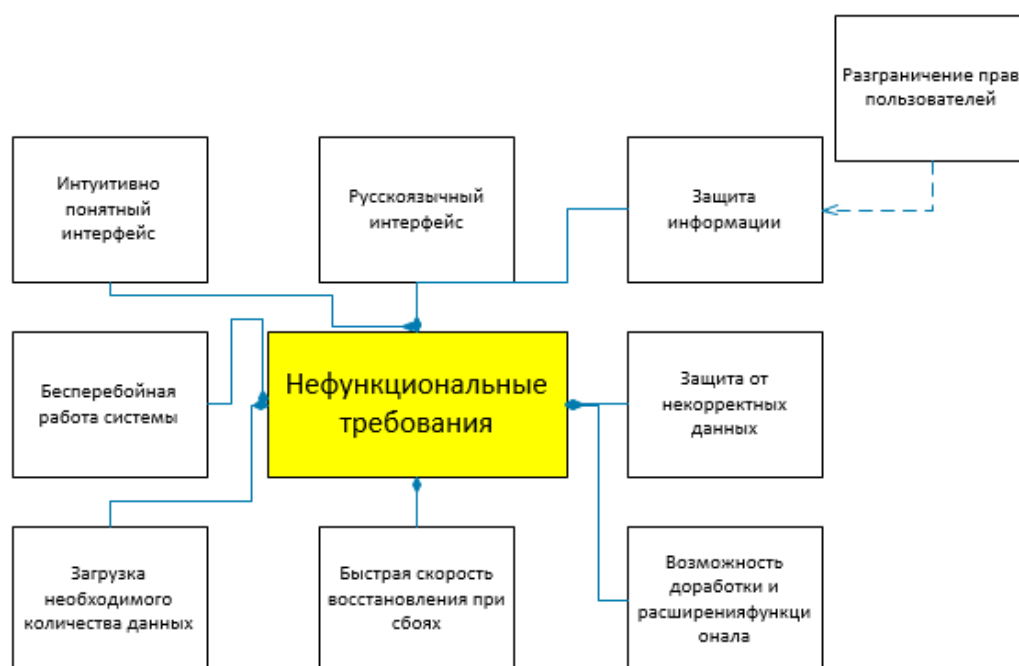 Разграничение прав
пользователей
Интуитивно
понятный
интерфейс
Русскоязычный
интерфейс
Защита
информации
Бесперебойная
работа системы
Нефункциональные
требования
Защита от
некорректных
данных
Загрузка
необходимого
количества данных
Быстрая скорость
восстановления при
сбоях
Возможность
доработки и
расширенияфункци
онала